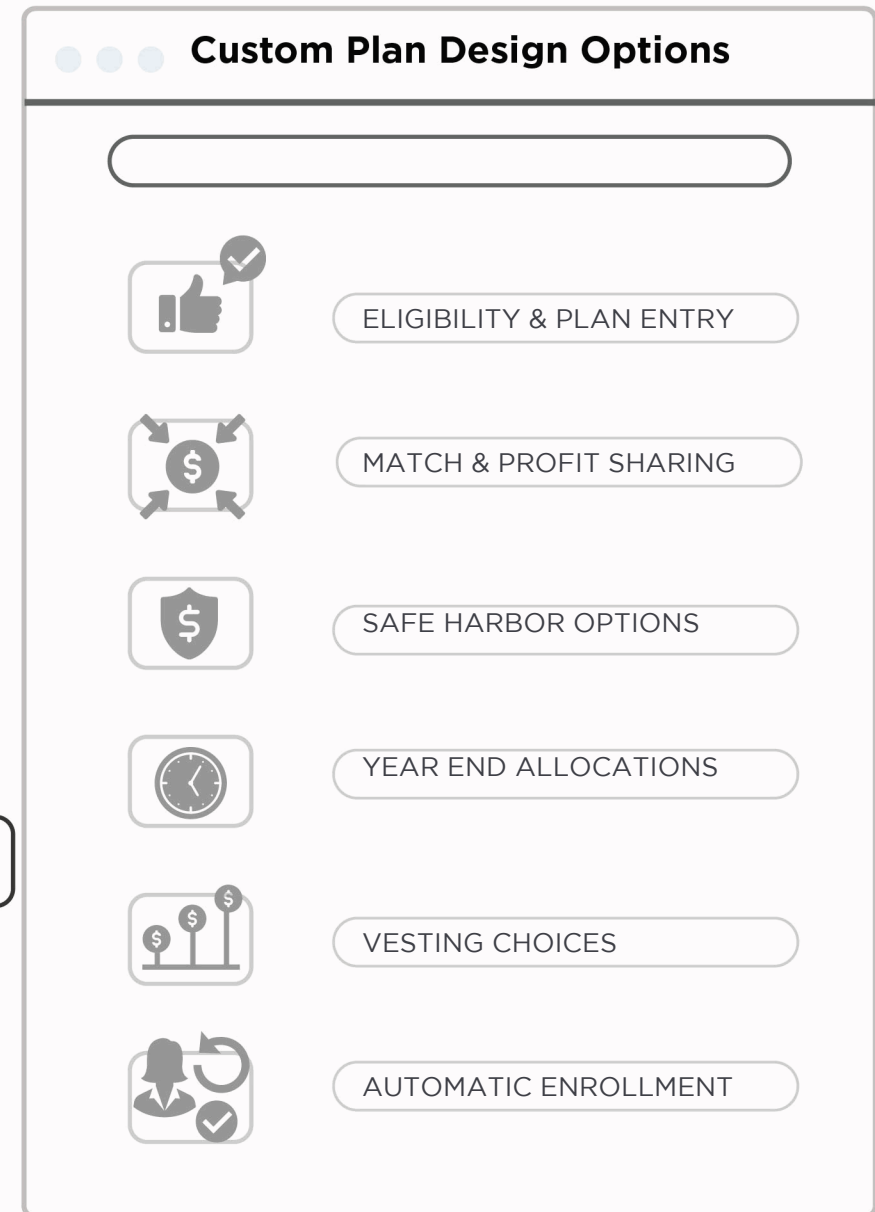 Custom Plan Design Options
ELIGIBILITY & PLAN ENTRY
$
MATCH & PROFIT SHARING
$
SAFE HARBOR OPTIONS
YEAR END ALLOCATIONS
$ $ $
VESTING CHOICES
AUTOMATIC ENROLLMENT